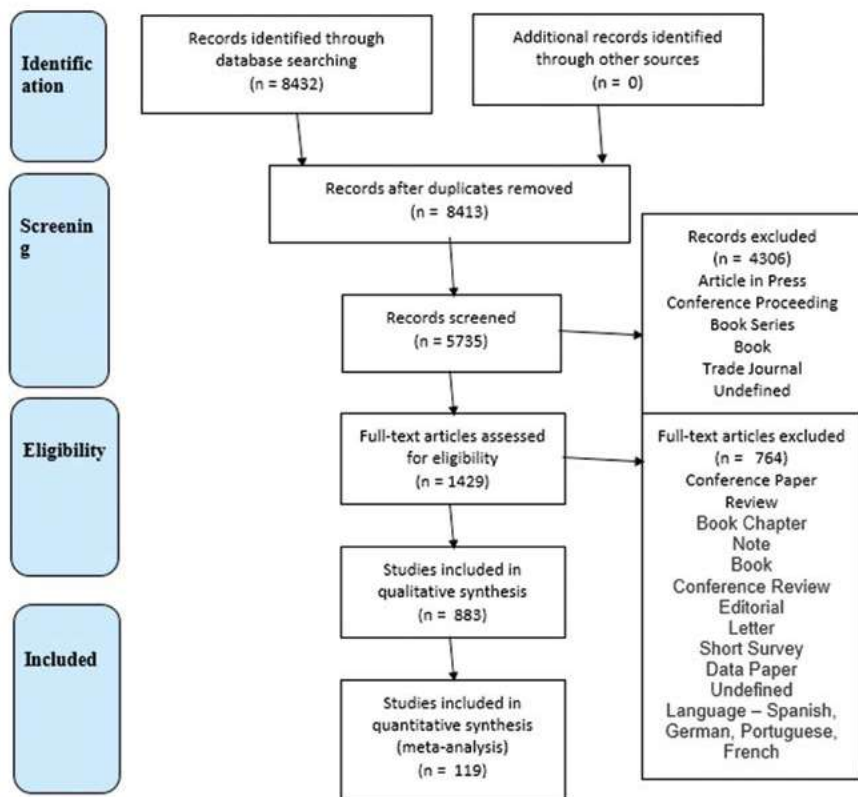 Identific
ation
Records identified through
database searching
(n = 8432)
Additional records identified
through other sources
(n = 0)
Screenin
g
Records after duplicates removed
(n = 8413)
Records screened
(n = 5735)
Records excluded
(n = 4306)
Article in Press
Conference Proceeding
Book Series
Book
Trade Journal
Undefined
Eligibility
Full-text articles assessed
for eligibility
(n = 1429)
Full-text articles excluded
(n = 764)
Conference Paper
Review
Book Chapter
Note
Book
Conference Review
Editorial
Letter
Short Survey
Data Paper
Undefined
Language – Spanish,
German, Portuguese,
French
Studies included in
qualitative synthesis
(n = 883)
Included
Studies included in
quantitative synthesis
(meta-analysis)
(n = 119)